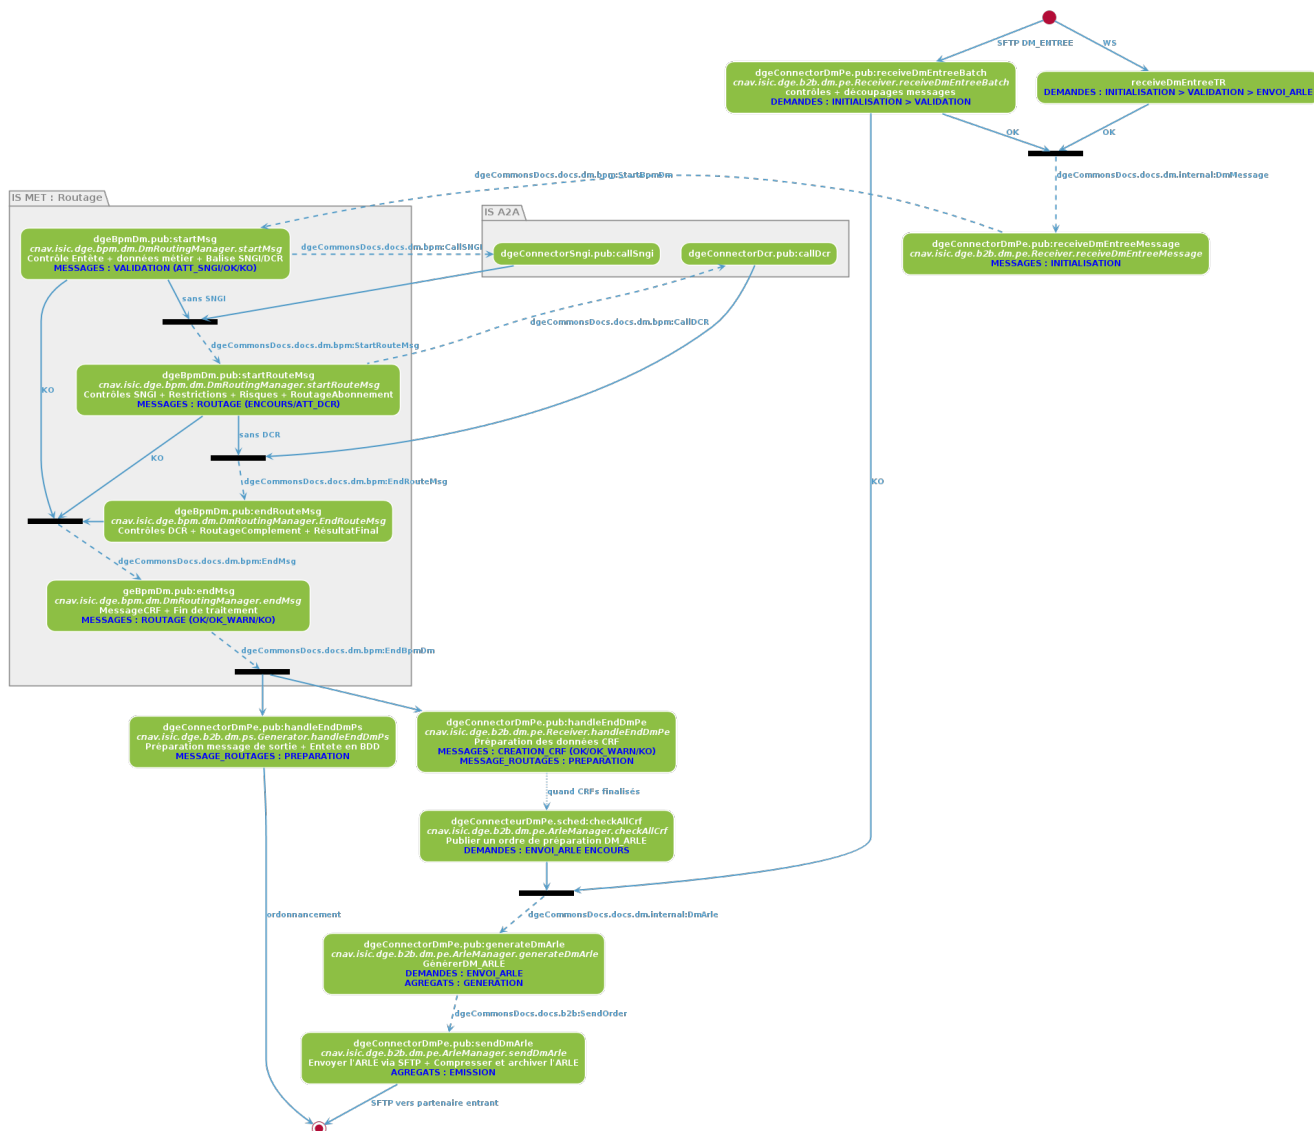 SFTP DM_ENTREE
WS
dgeConnectorDmPe.pub:receiveDmEntreeBatch
cnav.isic.dge.b2b.dm.pe.Receiver.receiveDmEntreeBatch
contrôles + découpages messages
DEMANDES : INITIALISATION > VALIDATION
receiveDmEntreeTR
DEMANDES : INITIALISATION > VALIDATION > ENVOI_ARLE
OK
OK
dgeCommonsDocs.docs.dm.bpm:StartBpmDm
dgeCommonsDocs.docs.dm.internal:DmMessage
IS MET : Routage
IS A2A
dgeBpmDm.pub:startMsg
cnav.isic.dge.bpm.dm.DmRoutingManager.startMsg
Contrôle Entête + données métier + Balise SNGI/DCR
MESSAGES : VALIDATION (ATT_SNGI/OK/KO)
dgeCommonsDocs.docs.dm.bpm:CallSNGI
dgeConnectorSngi.pub:callSngi
dgeConnectorDcr.pub:callDcr
dgeConnectorDmPe.pub:receiveDmEntreeMessage
cnav.isic.dge.b2b.dm.pe.Receiver.receiveDmEntreeMessage
MESSAGES : INITIALISATION
sans SNGI
dgeCommonsDocs.docs.dm.bpm:CallDCR
dgeCommonsDocs.docs.dm.bpm:StartRouteMsg
dgeBpmDm.pub:startRouteMsg
cnav.isic.dge.bpm.dm.DmRoutingManager.startRouteMsg
Contrôles SNGI + Restrictions + Risques + RoutageAbonnement
MESSAGES : ROUTAGE (ENCOURS/ATT_DCR)
KO
sans DCR
KO
dgeCommonsDocs.docs.dm.bpm:EndRouteMsg
KO
dgeBpmDm.pub:endRouteMsg
cnav.isic.dge.bpm.dm.DmRoutingManager.EndRouteMsg
Contrôles DCR + RoutageComplement + RésultatFinal
dgeCommonsDocs.docs.dm.bpm:EndMsg
geBpmDm.pub:endMsg
cnav.isic.dge.bpm.dm.DmRoutingManager.endMsg
MessageCRF + Fin de traitement
MESSAGES : ROUTAGE (OK/OK_WARN/KO)
dgeCommonsDocs.docs.dm.bpm:EndBpmDm
dgeConnectorDmPe.pub:handleEndDmPs
cnav.isic.dge.b2b.dm.ps.Generator.handleEndDmPs
Préparation message de sortie + Entete en BDD
MESSAGE_ROUTAGES : PREPARATION
dgeConnectorDmPe.pub:handleEndDmPe
cnav.isic.dge.b2b.dm.pe.Receiver.handleEndDmPe
Préparation des données CRF
MESSAGES : CREATION_CRF (OK/OK_WARN/KO)
MESSAGE_ROUTAGES : PREPARATION
quand CRFs finalisés
dgeConnecteurDmPe.sched:checkAllCrf
cnav.isic.dge.b2b.dm.pe.ArleManager.checkAllCrf
Publier un ordre de préparation DM_ARLE
DEMANDES : ENVOI_ARLE ENCOURS
ordonnancement
dgeCommonsDocs.docs.dm.internal:DmArle
dgeConnectorDmPe.pub:generateDmArle
cnav.isic.dge.b2b.dm.pe.ArleManager.generateDmArle
GénérerDM_ARLE
DEMANDES : ENVOI_ARLE
AGREGATS : GENERATION
dgeCommonsDocs.docs.b2b:SendOrder
dgeConnectorDmPe.pub:sendDmArle
cnav.isic.dge.b2b.dm.pe.ArleManager.sendDmArle
Envoyer l'ARLE via SFTP + Compresser et archiver l'ARLE
AGREGATS : EMISSION
SFTP vers partenaire entrant